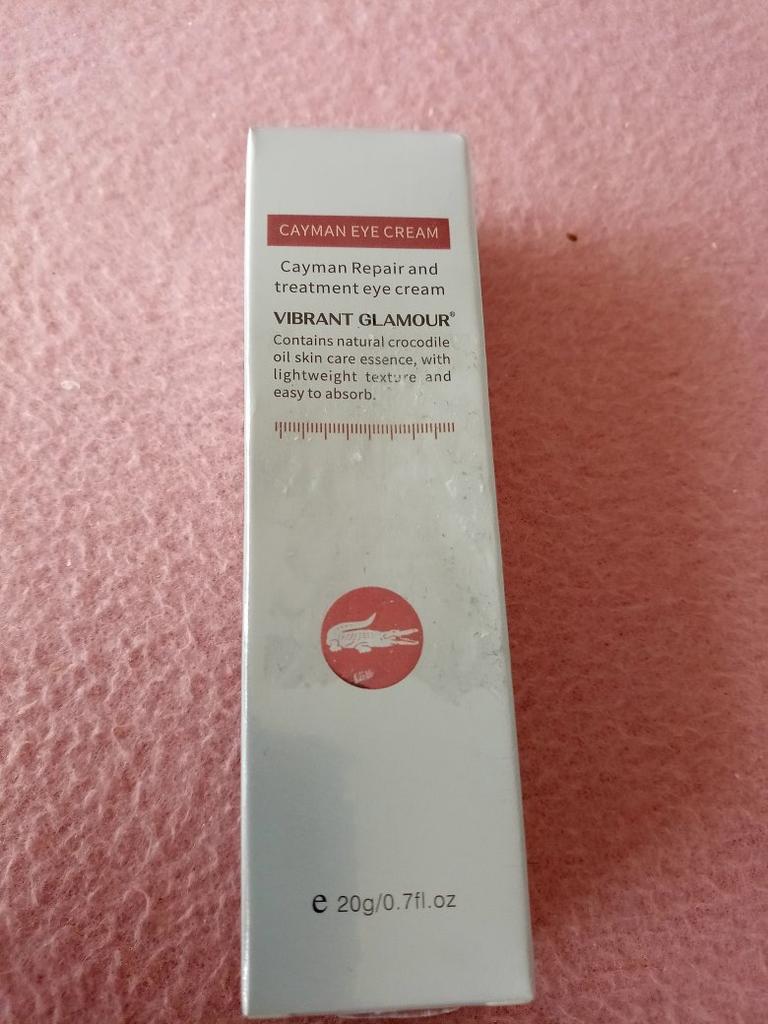 CAYMAN EYE CREAM
Cayman Repair and
treatment eye cream
VIBRANT GLAMOUR®
Contains natural crocodile
oil skin care essence, with
lightweight texture and
easy to absorb.
e 20g/0.7fl.oz